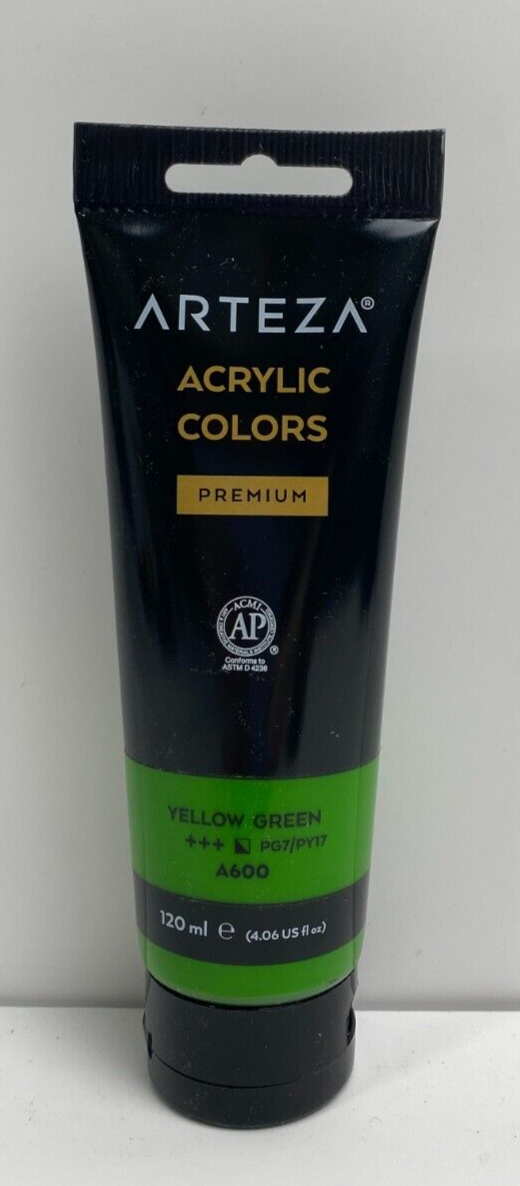 ARTEZA®
ACRYLIC
COLORS
PREMIUM
ACMI
AP
®
Conforms to
ASTM D 4236
YELLOW GREEN
+++ PG7/PY17
A600
120 ml ℮ (4.06 US fl oz)